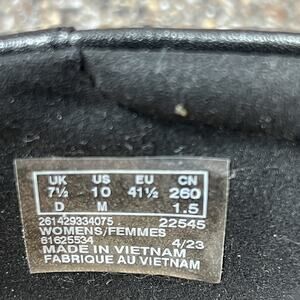 UK US EU CN
7½ 10 41½ 260
D M 1.5
261429334075 22545
WOMENS/FEMMES
61625534 4/23
MADE IN VIETNAM
FABRIQUE AU VIETNAM